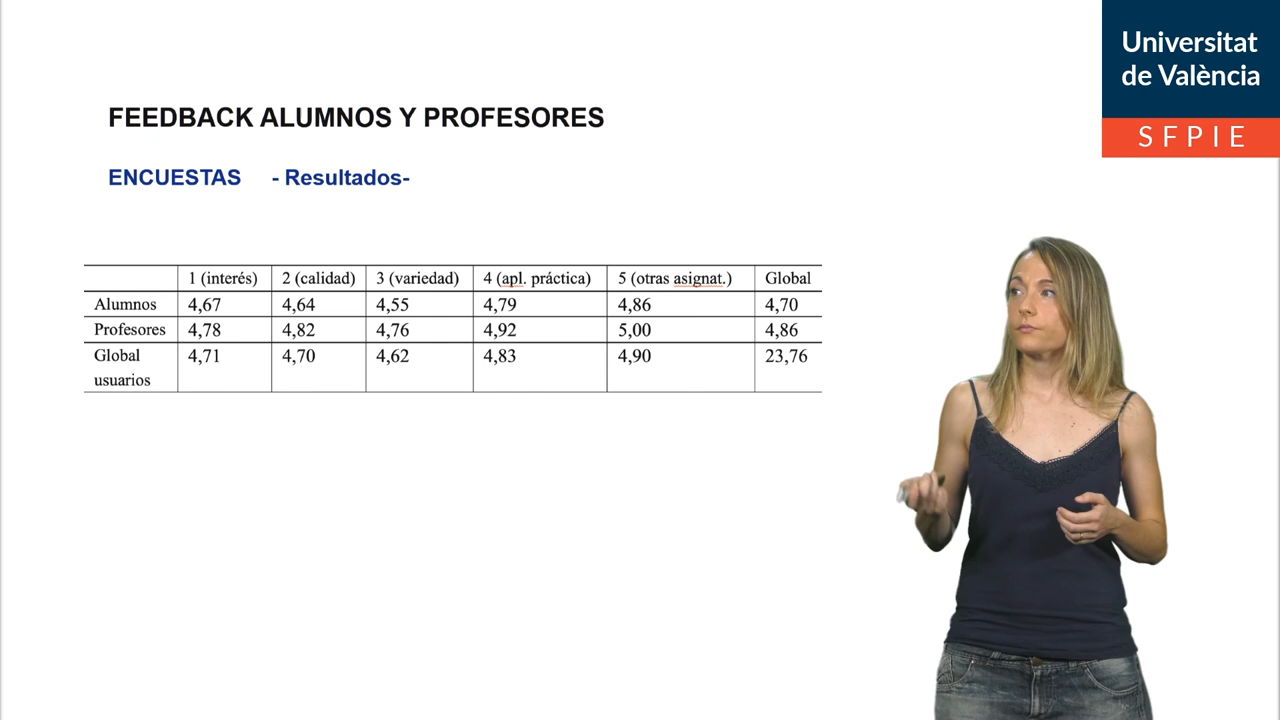 Universitat
de València
SFPIE
FEEDBACK ALUMNOS Y PROFESORES
ENCUESTAS - Resultados-
1 (interés) 2 (calidad) 3 (variedad) 4 (apl. práctica) 5 (otras asignat.) Global
Alumnos 4,67 4,64 4,55 4,79 4,86 4,70
Profesores 4,78 4,82 4,76 4,92 5,00 4,86
Global 4,71 4,70 4,62 4,83 4,90 23,76
usuarios